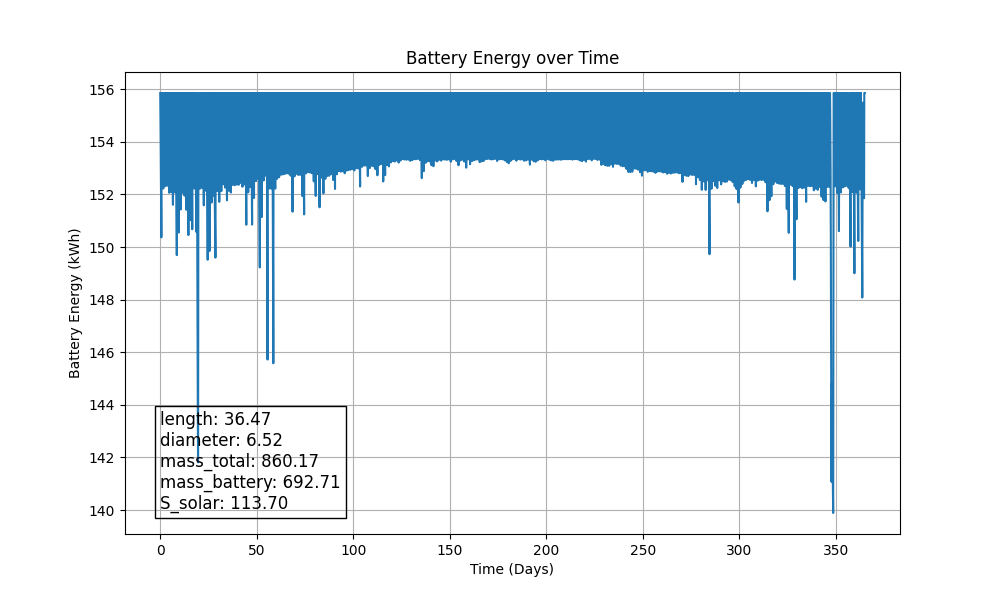 Battery Energy over Time
156
154
152
150
148
146
144
142
140
Battery Energy (kWh)
length: 36.47
diameter: 6.52
mass_total: 860.17
mass_battery: 692.71
S_solar: 113.70
0 50 100 150 200 250 300 350
Time (Days)